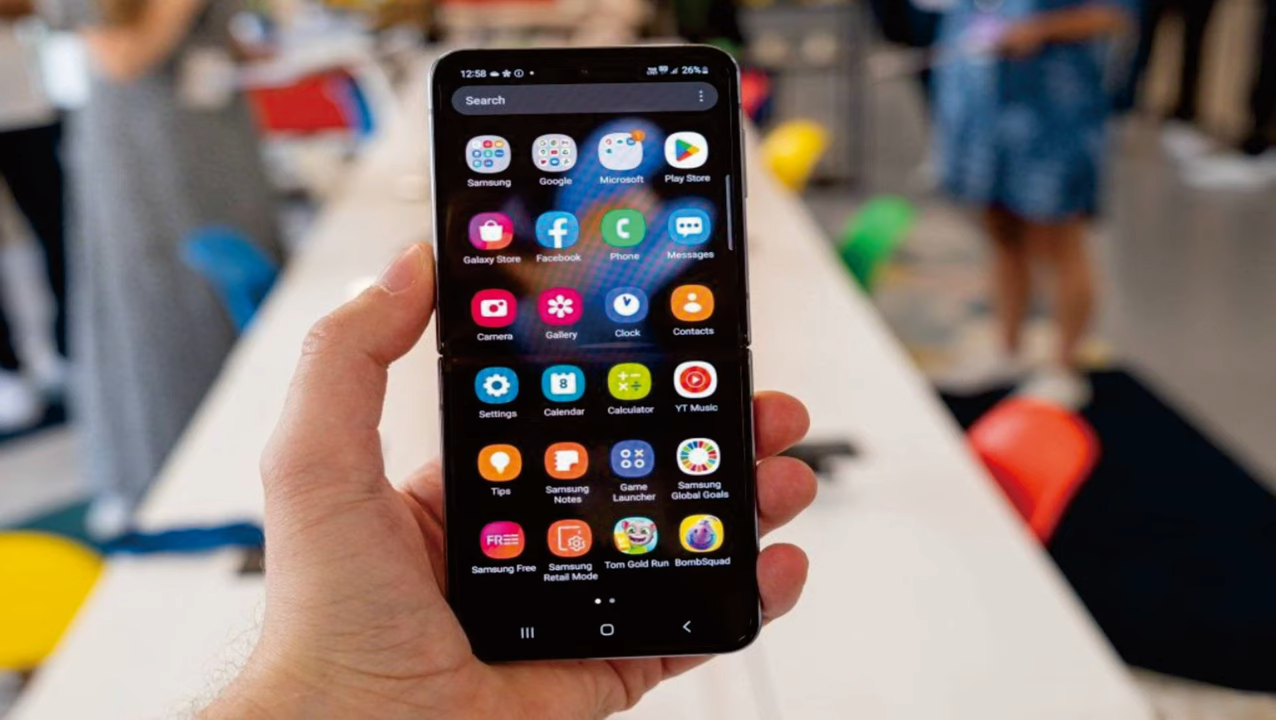 12:58
26%
Search
Samsung
Google
Microsoft
Play Store
Galaxy Store
Facebook
Phone
Messages
Camera
Gallery
Clock
Contacts
Settings
8
Calendar
Calculator
YT Music
Tips
Samsung
Notes
Game
Launcher
Samsung
Global Goals
FREE
Samsung Free
Samsung
Retail Mode
Tom Gold Run
BombSquad